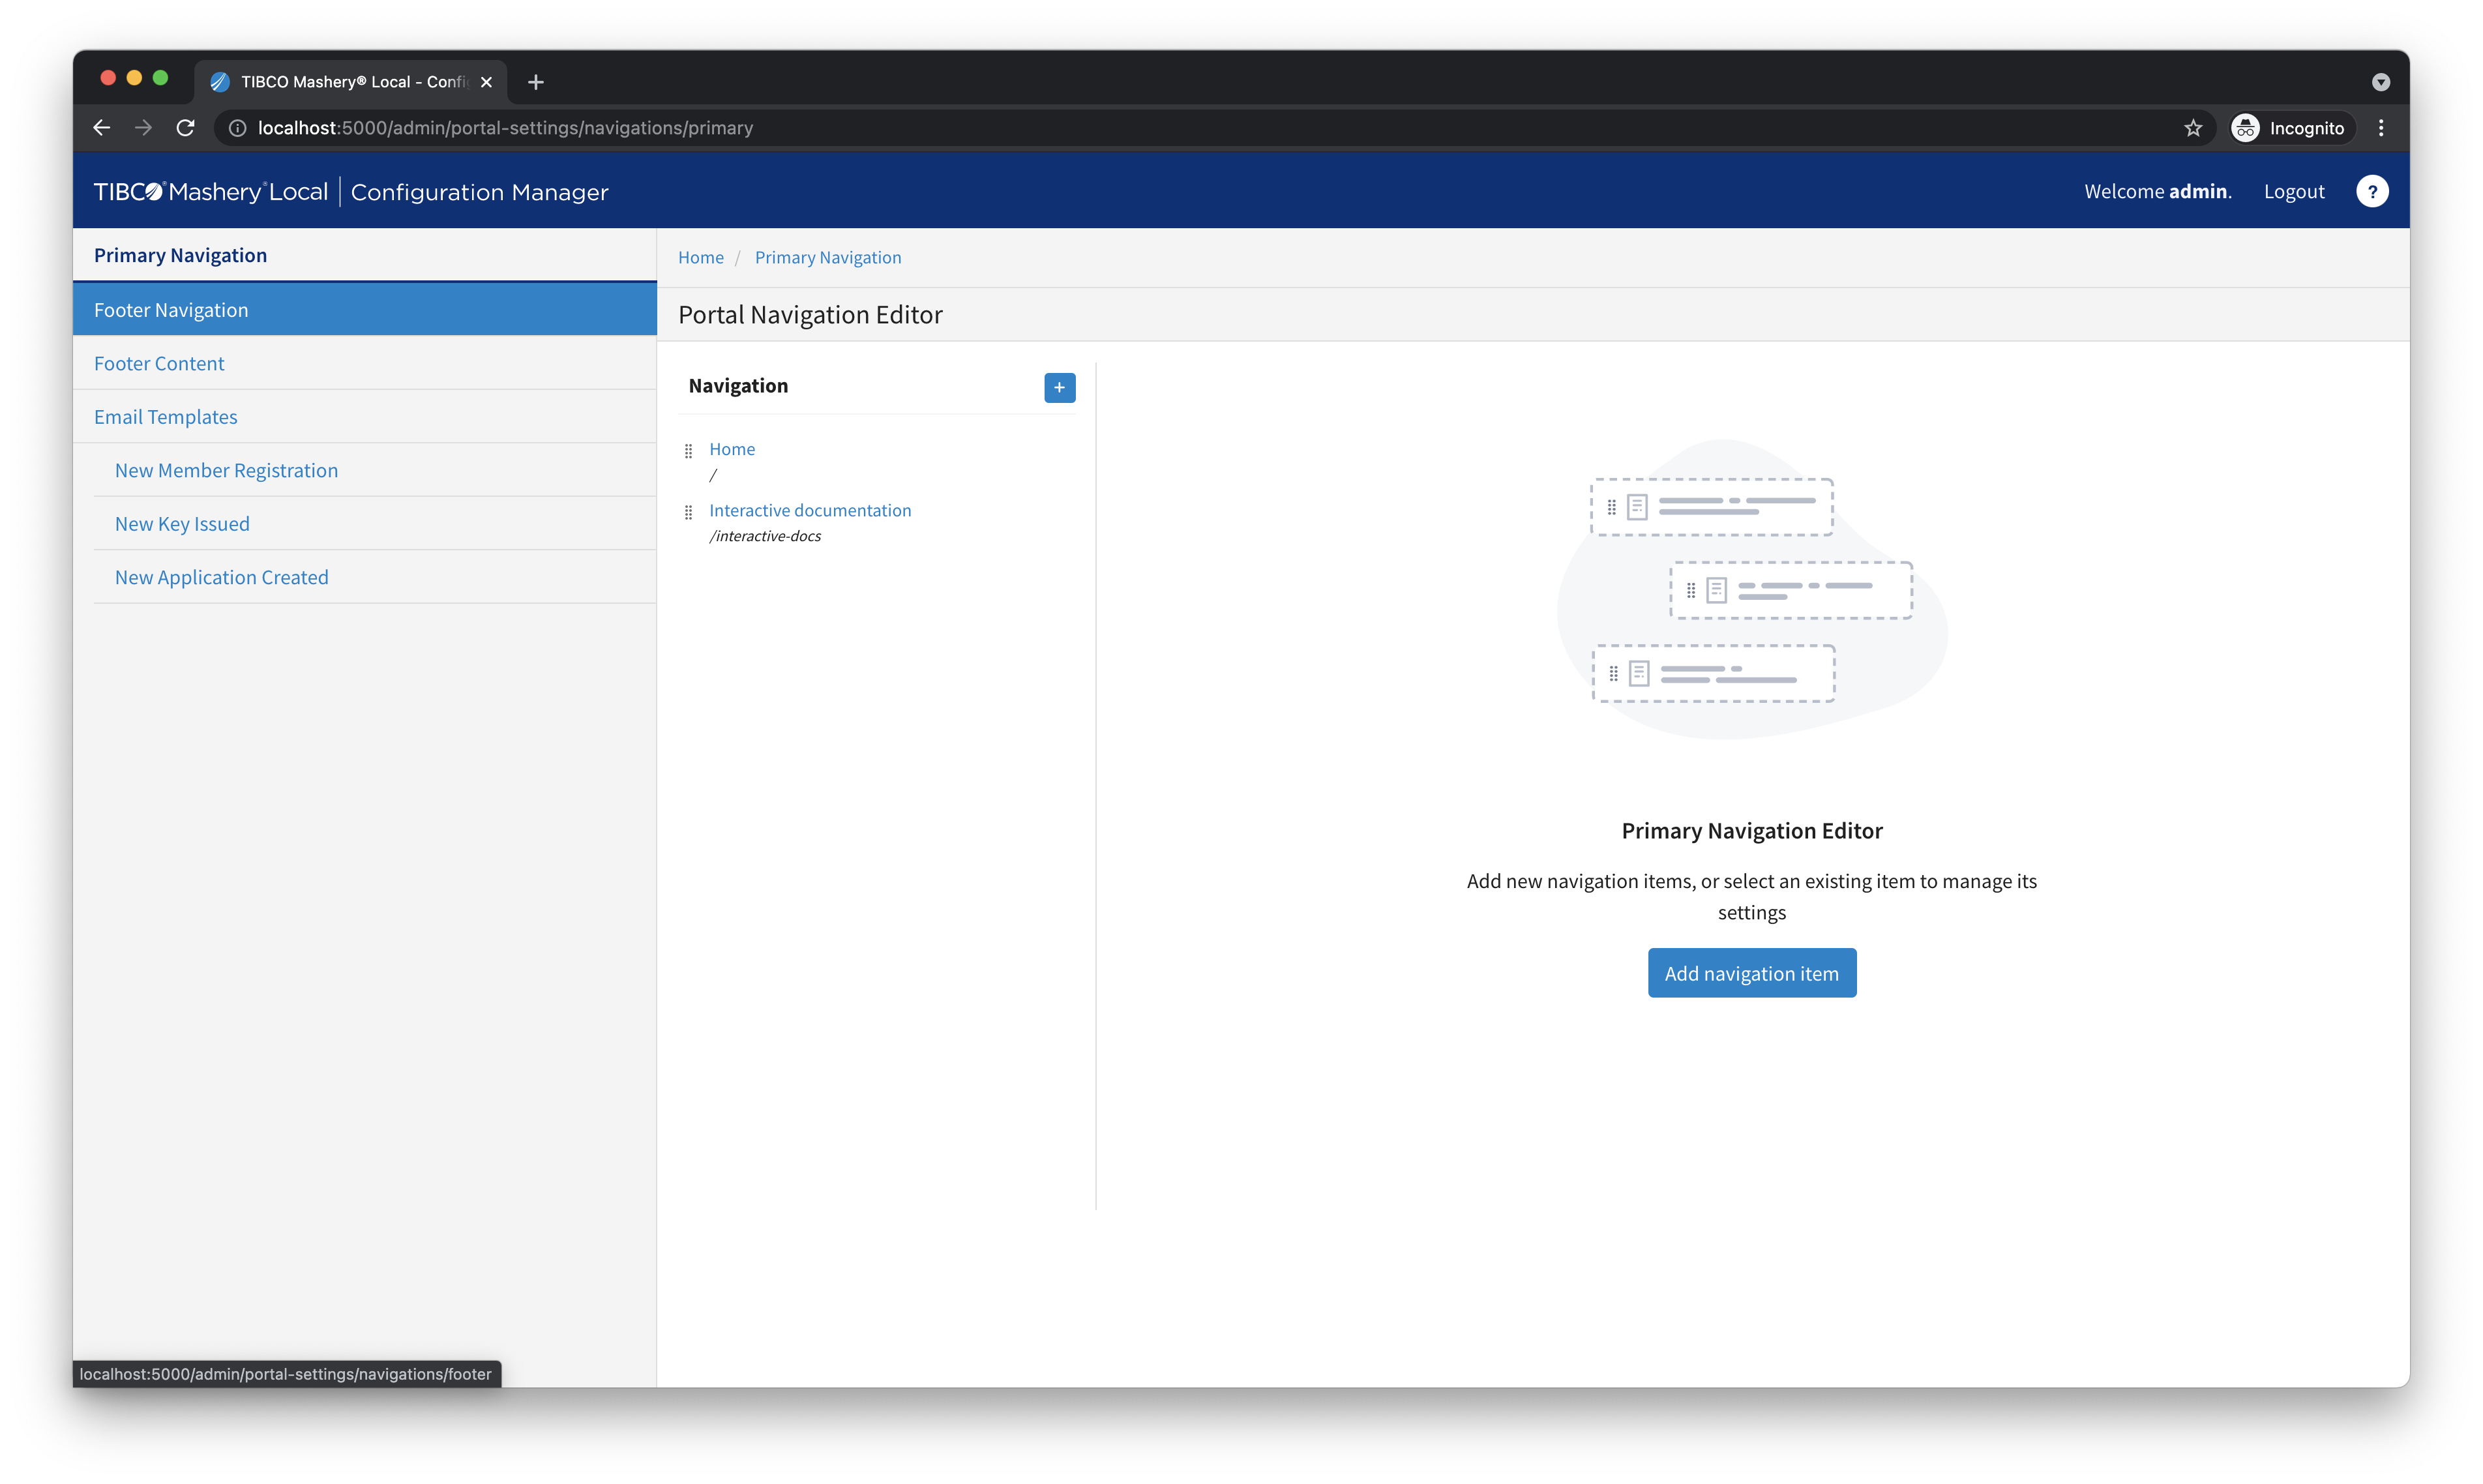 TIBCO Mashery® Local - Confi
localhost:5000/admin/portal-settings/navigations/primary
Incognito
TIBCO® Mashery® Local | Configuration Manager
Welcome admin.
Logout
?
Primary Navigation
Footer Navigation
Footer Content
Email Templates
New Member Registration
New Key Issued
New Application Created
Home / Primary Navigation
Portal Navigation Editor
Navigation
+
Home
/
Interactive documentation
/interactive-docs
Primary Navigation Editor
Add new navigation items, or select an existing item to manage its
settings
Add navigation item
localhost:5000/admin/portal-settings/navigations/footer